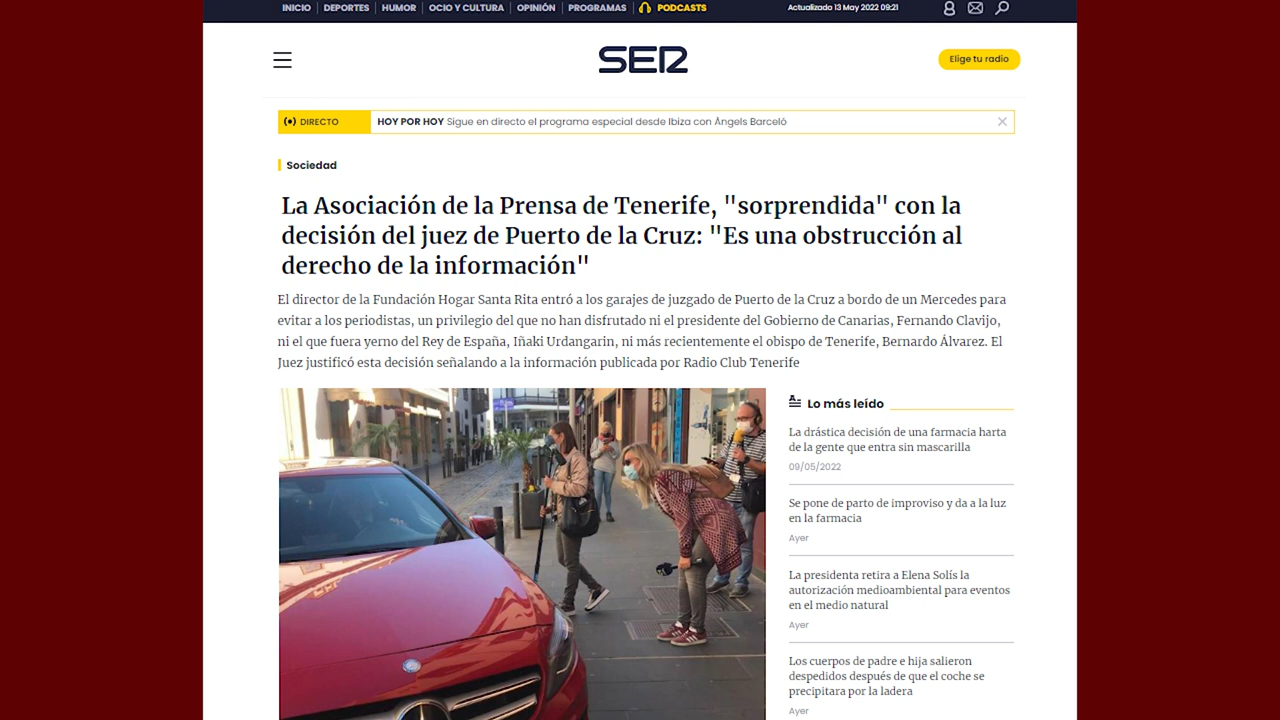 INICIO DEPORTES HUMOR OCIO Y CULTURA OPINIÓN PROGRAMAS PODCASTS Actualizado 13 May 2022 09:21
SER
Elige tu radio
DIRECTO HOY POR HOY Sigue en directo el programa especial desde Ibiza con Àngels Barceló
Sociedad
La Asociación de la Prensa de Tenerife, "sorprendida" con la
decisión del juez de Puerto de la Cruz: "Es una obstrucción al
derecho de la información"
El director de la Fundación Hogar Santa Rita entró a los garajes de juzgado de Puerto de la Cruz a bordo de un Mercedes para
evitar a los periodistas, un privilegio del que no han disfrutado ni el presidente del Gobierno de Canarias, Fernando Clavijo,
ni el que fuera yerno del Rey de España, Iñaki Urdangarin, ni más recientemente el obispo de Tenerife, Bernardo Álvarez. El
Juez justificó esta decisión señalando a la información publicada por Radio Club Tenerife
Lo más leído
La drástica decisión de una farmacia harta
de la gente que entra sin mascarilla
09/05/2022
Se pone de parto de improviso y da a la luz
en la farmacia
Ayer
La presidenta retira a Elena Solís la
autorización medioambiental para eventos
en el medio natural
Ayer
Los cuerpos de padre e hija salieron
despedidos después de que el coche se
precipitara por la ladera
Ayer